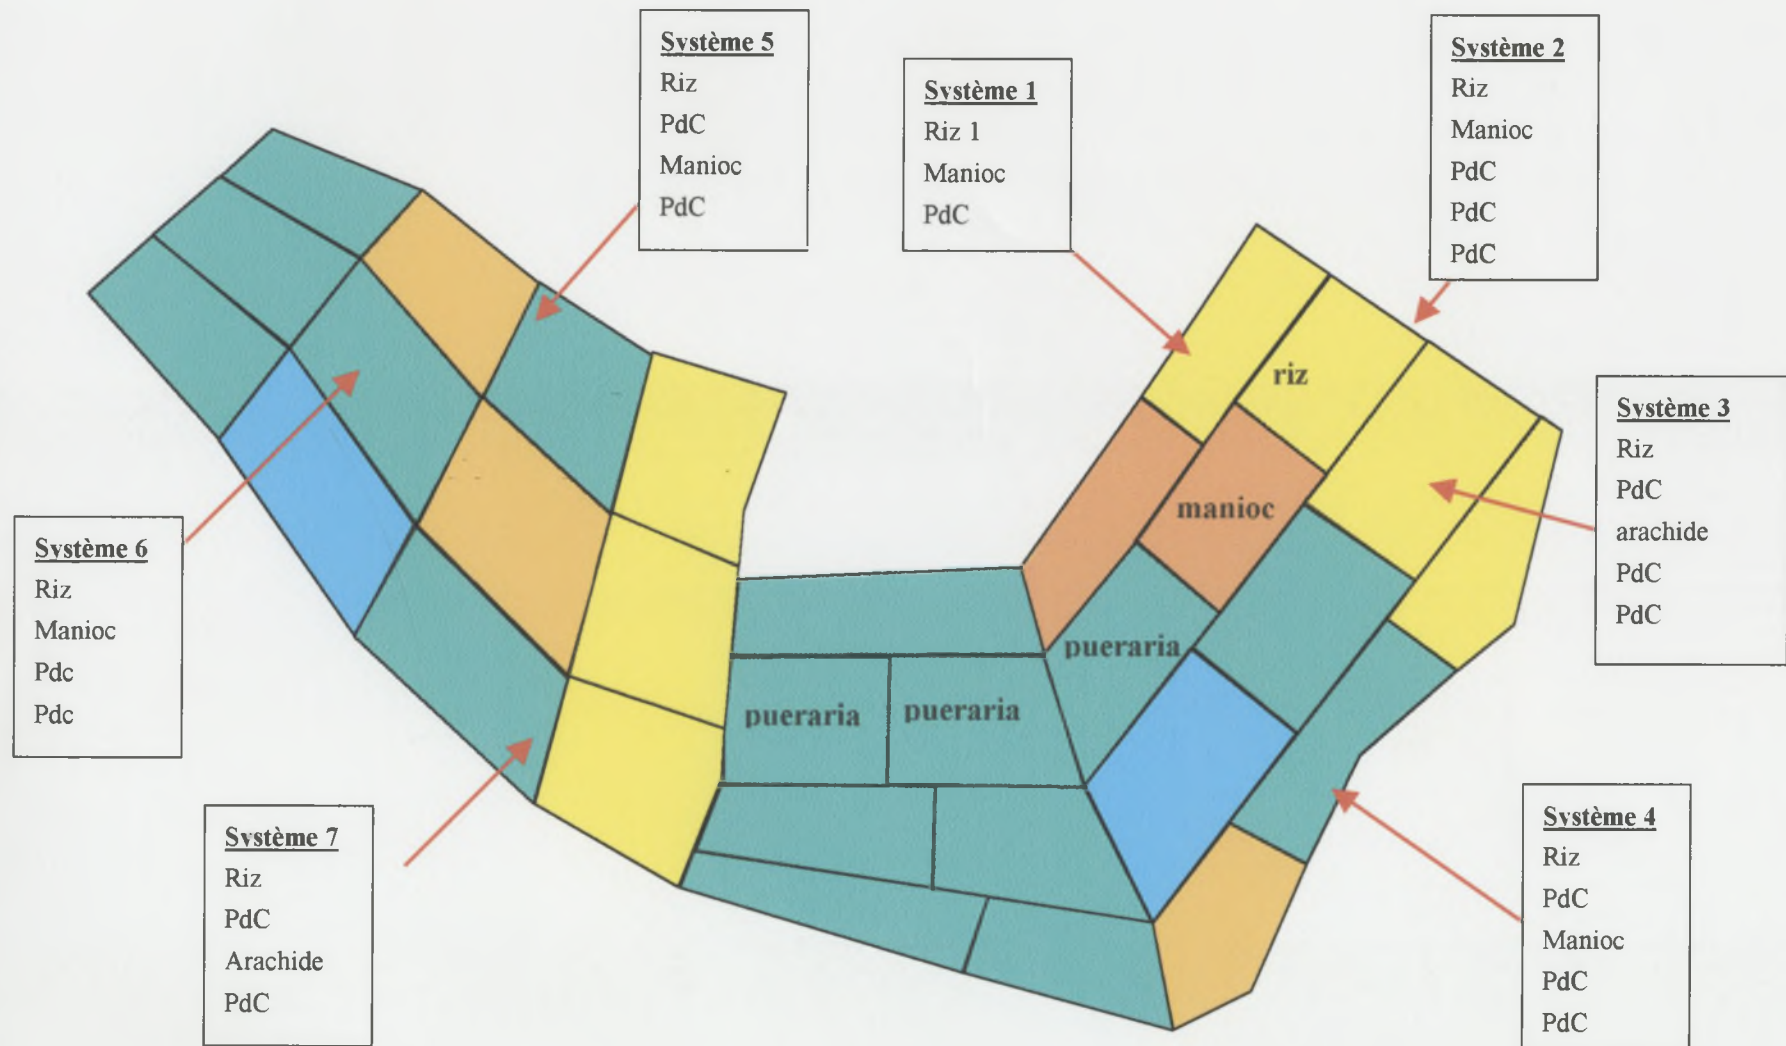 Système 5
Riz
PdC
Manioc
PdC
Système 1
Riz 1
Manioc
PdC
Système 2
Riz
Manioc
PdC
PdC
PdC
Système 3
Riz
PdC
arachide
PdC
PdC
riz
manioc
pueraria
pueraria
pueraria
Système 6
Riz
Manioc
Pdc
Pdc
Système 7
Riz
PdC
Arachide
PdC
Système 4
Riz
PdC
Manioc
PdC
PdC